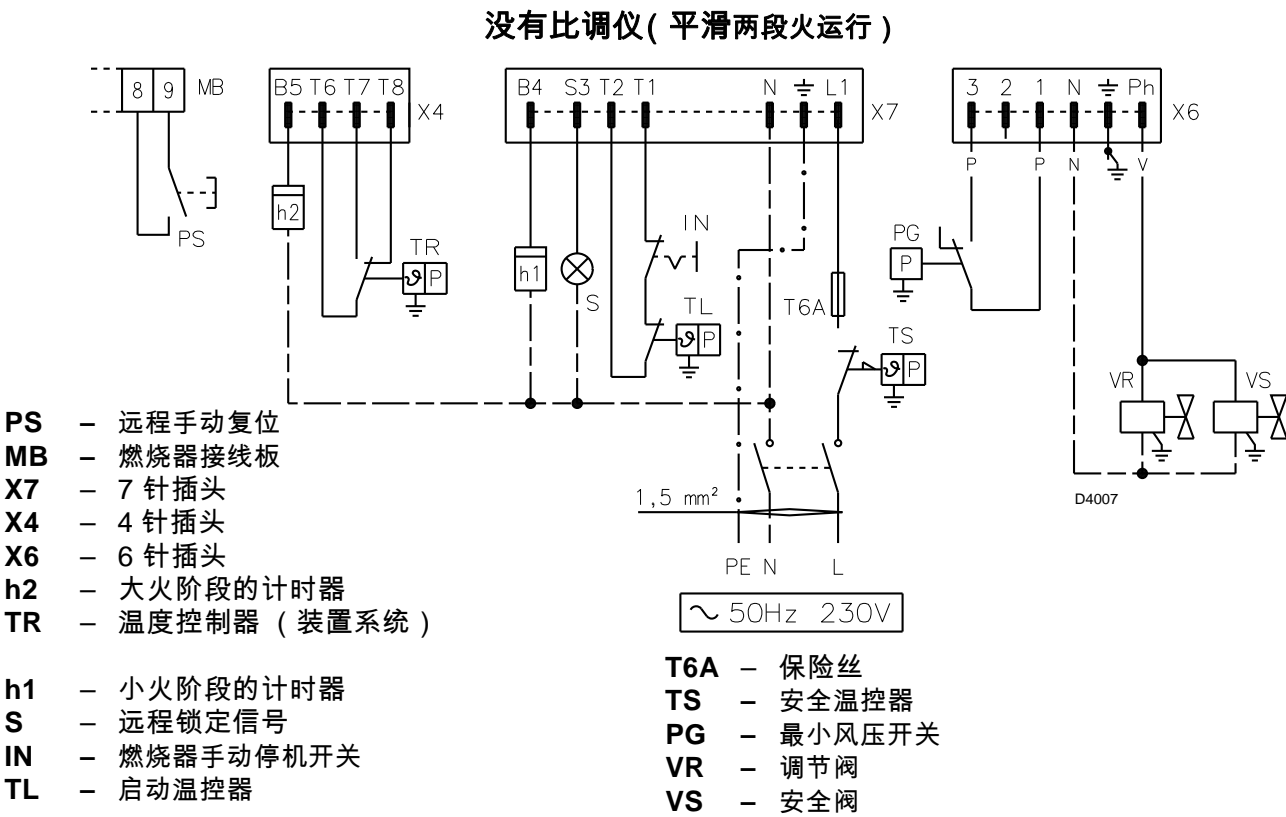 没有比调仪(平滑两段火运行)
8 9 MB
B5 T6 T7 T8
X4
B4 S3 T2 T1 N L1
X7
3 2 1 N Ph
X6
P P N V
PS
h2
TR
P
h1
S
IN
TL
P
T6A
TS
P
PG
P
VR VS
1,5 mm²
PE N L
50Hz 230V
D4007
PS – 远程手动复位
MB – 燃烧器接线板
X7 – 7 针插头
X4 – 4 针插头
X6 – 6 针插头
h2 – 大火阶段的计时器
TR – 温度控制器 (装置系统)
h1 – 小火阶段的计时器
S – 远程锁定信号
IN – 燃烧器手动停机开关
TL – 启动温控器
T6A – 保险丝
TS – 安全温控器
PG – 最小风压开关
VR – 调节阀
VS – 安全阀